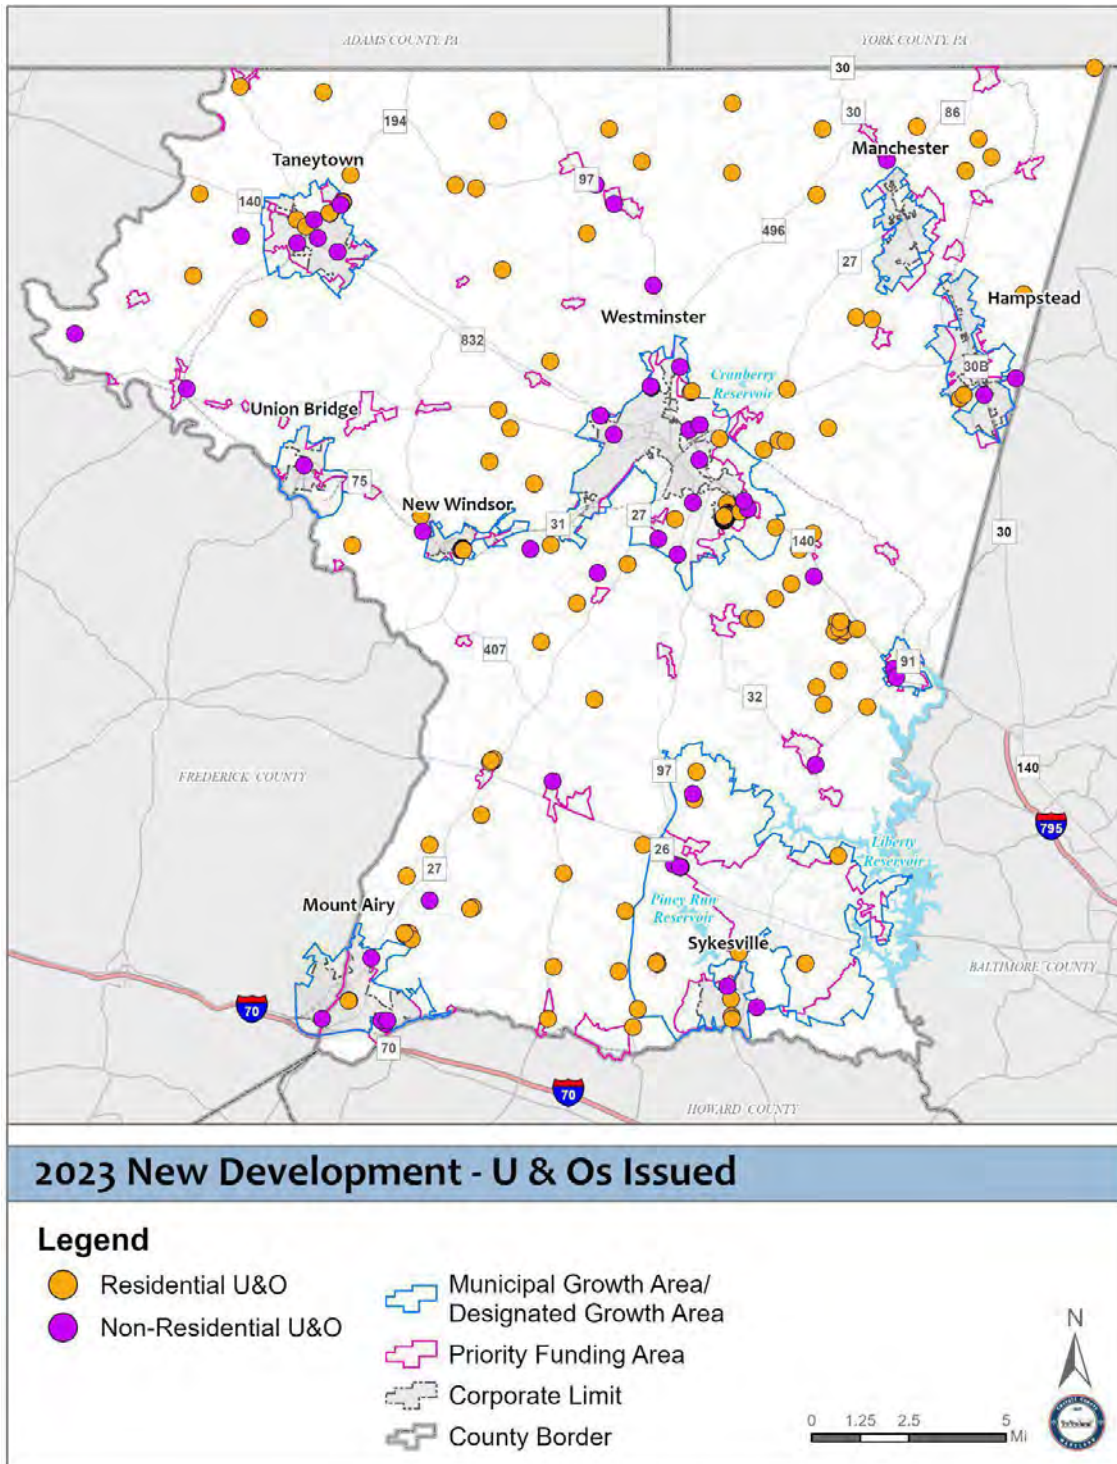 ADAMS COUNTY, PA
YORK COUNTY, PA
30
194
30
86
Taneytown
Manchester
97
140
496
27
Hampstead
Westminster
832
Cranberry
Reservoir
30B
Union Bridge
75
New Windsor
31
27
140
30
407
91
32
FREDERICK COUNTY
97
140
795
26
Liberty
Reservoir
27
Mount Airy
Piney Run
Reservoir
Sykesville
BALTIMORE COUNTY
70
70
70
HOWARD COUNTY
2023 New Development - U & Os Issued
Legend
Residential U&O
Non-Residential U&O
Municipal Growth Area/
Designated Growth Area
Priority Funding Area
Corporate Limit
County Border
N
0 1.25 2.5 5
Mi